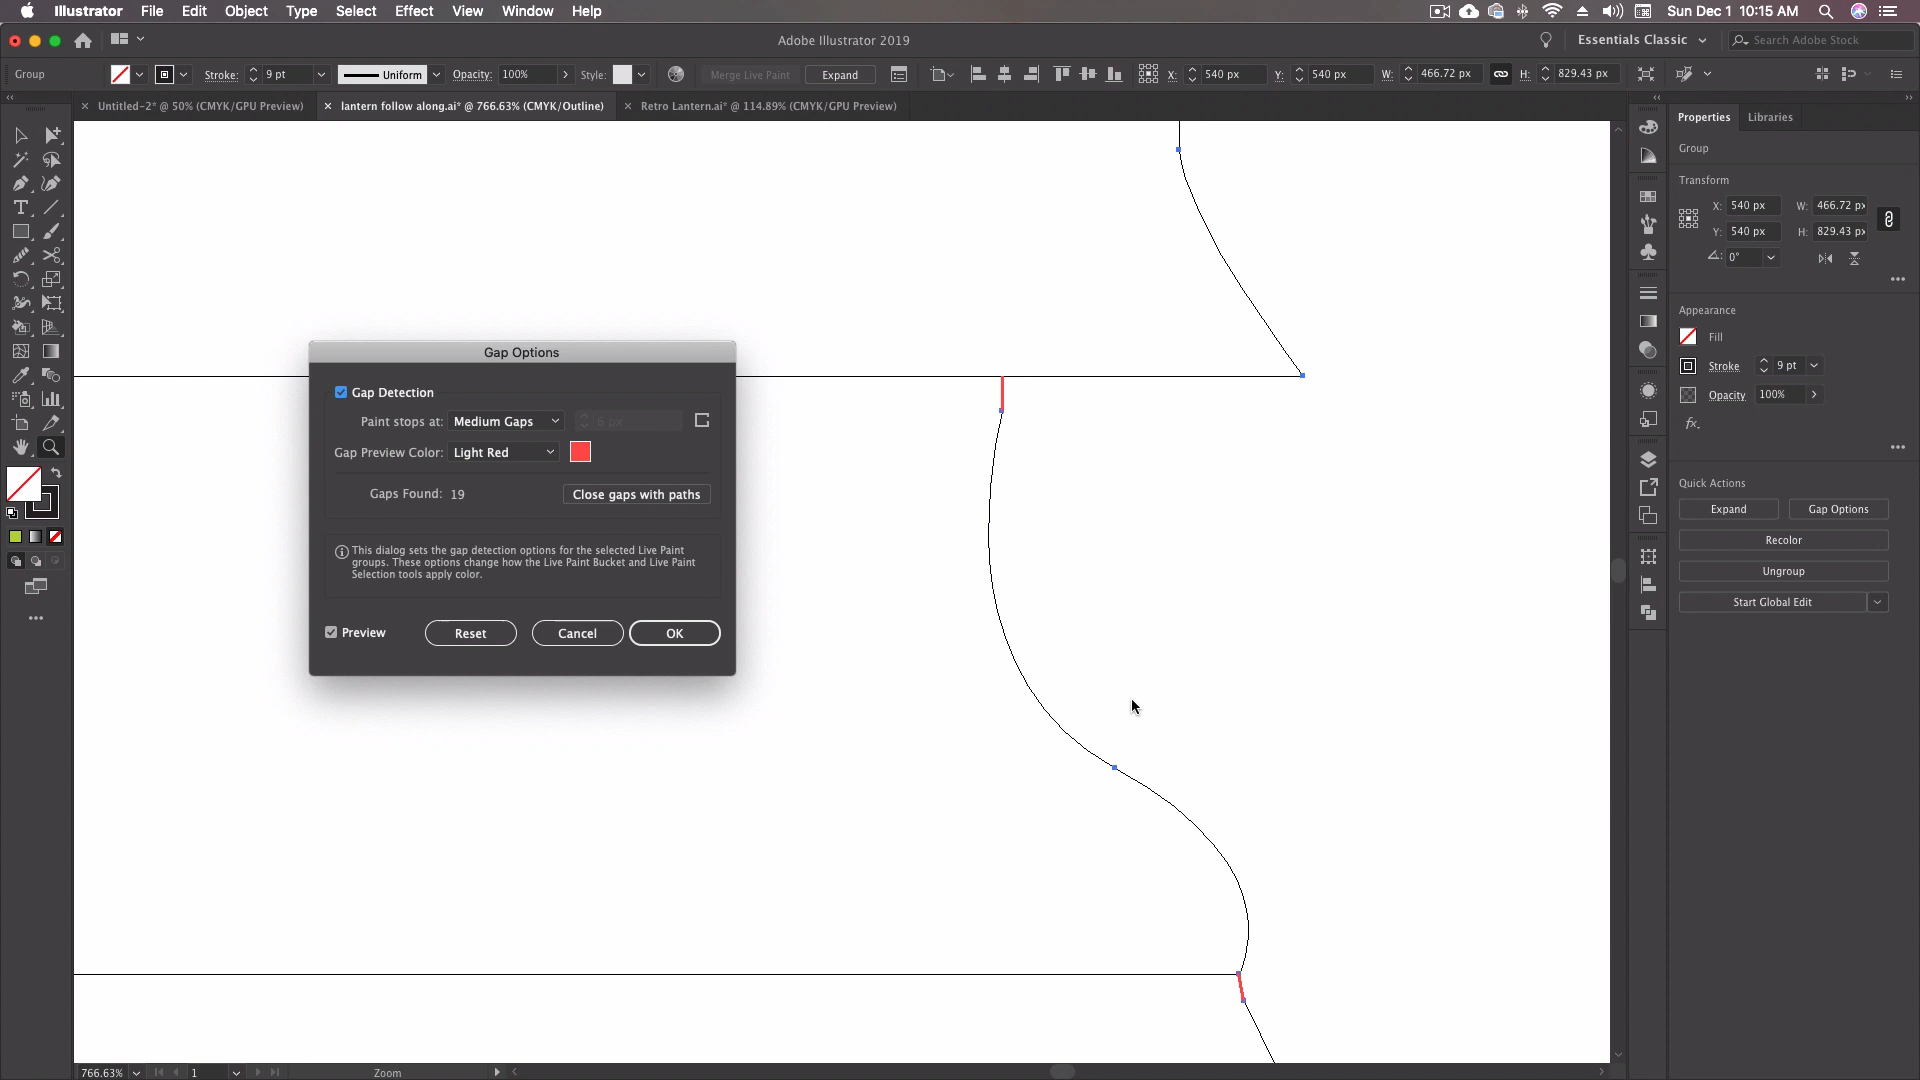 Illustrator File Edit Object Type Select Effect View Window Help
Sun Dec 1 10:15 AM
Adobe Illustrator 2019
Essentials Classic
Search Adobe Stock
Group Stroke: 9 pt Uniform Opacity: 100% Style: Merge Live Paint Expand X: 540 px Y: 540 px W: 466.72 px H: 829.43 px
× Untitled-2* @ 50% (CMYK/GPU Preview) × lantern follow along.ai* @ 766.63% (CMYK/Outline) × Retro Lantern.ai* @ 114.89% (CMYK/GPU Preview)
Gap Options
Gap Detection
Paint stops at: Medium Gaps 6 px
Gap Preview Color: Light Red
Gaps Found: 19 Close gaps with paths
This dialog sets the gap detection options for the selected Live Paint
groups. These options change how the Live Paint Bucket and Live Paint
Selection tools apply color.
Preview Reset Cancel OK
Properties Libraries
Group
Transform
X: 540 px W: 466.72 px
Y: 540 px H: 829.43 px
0°
Appearance
Fill
Stroke 9 pt
Opacity 100%
fx.
Quick Actions
Expand Gap Options
Recolor
Ungroup
Start Global Edit
766.63% 1 Zoom